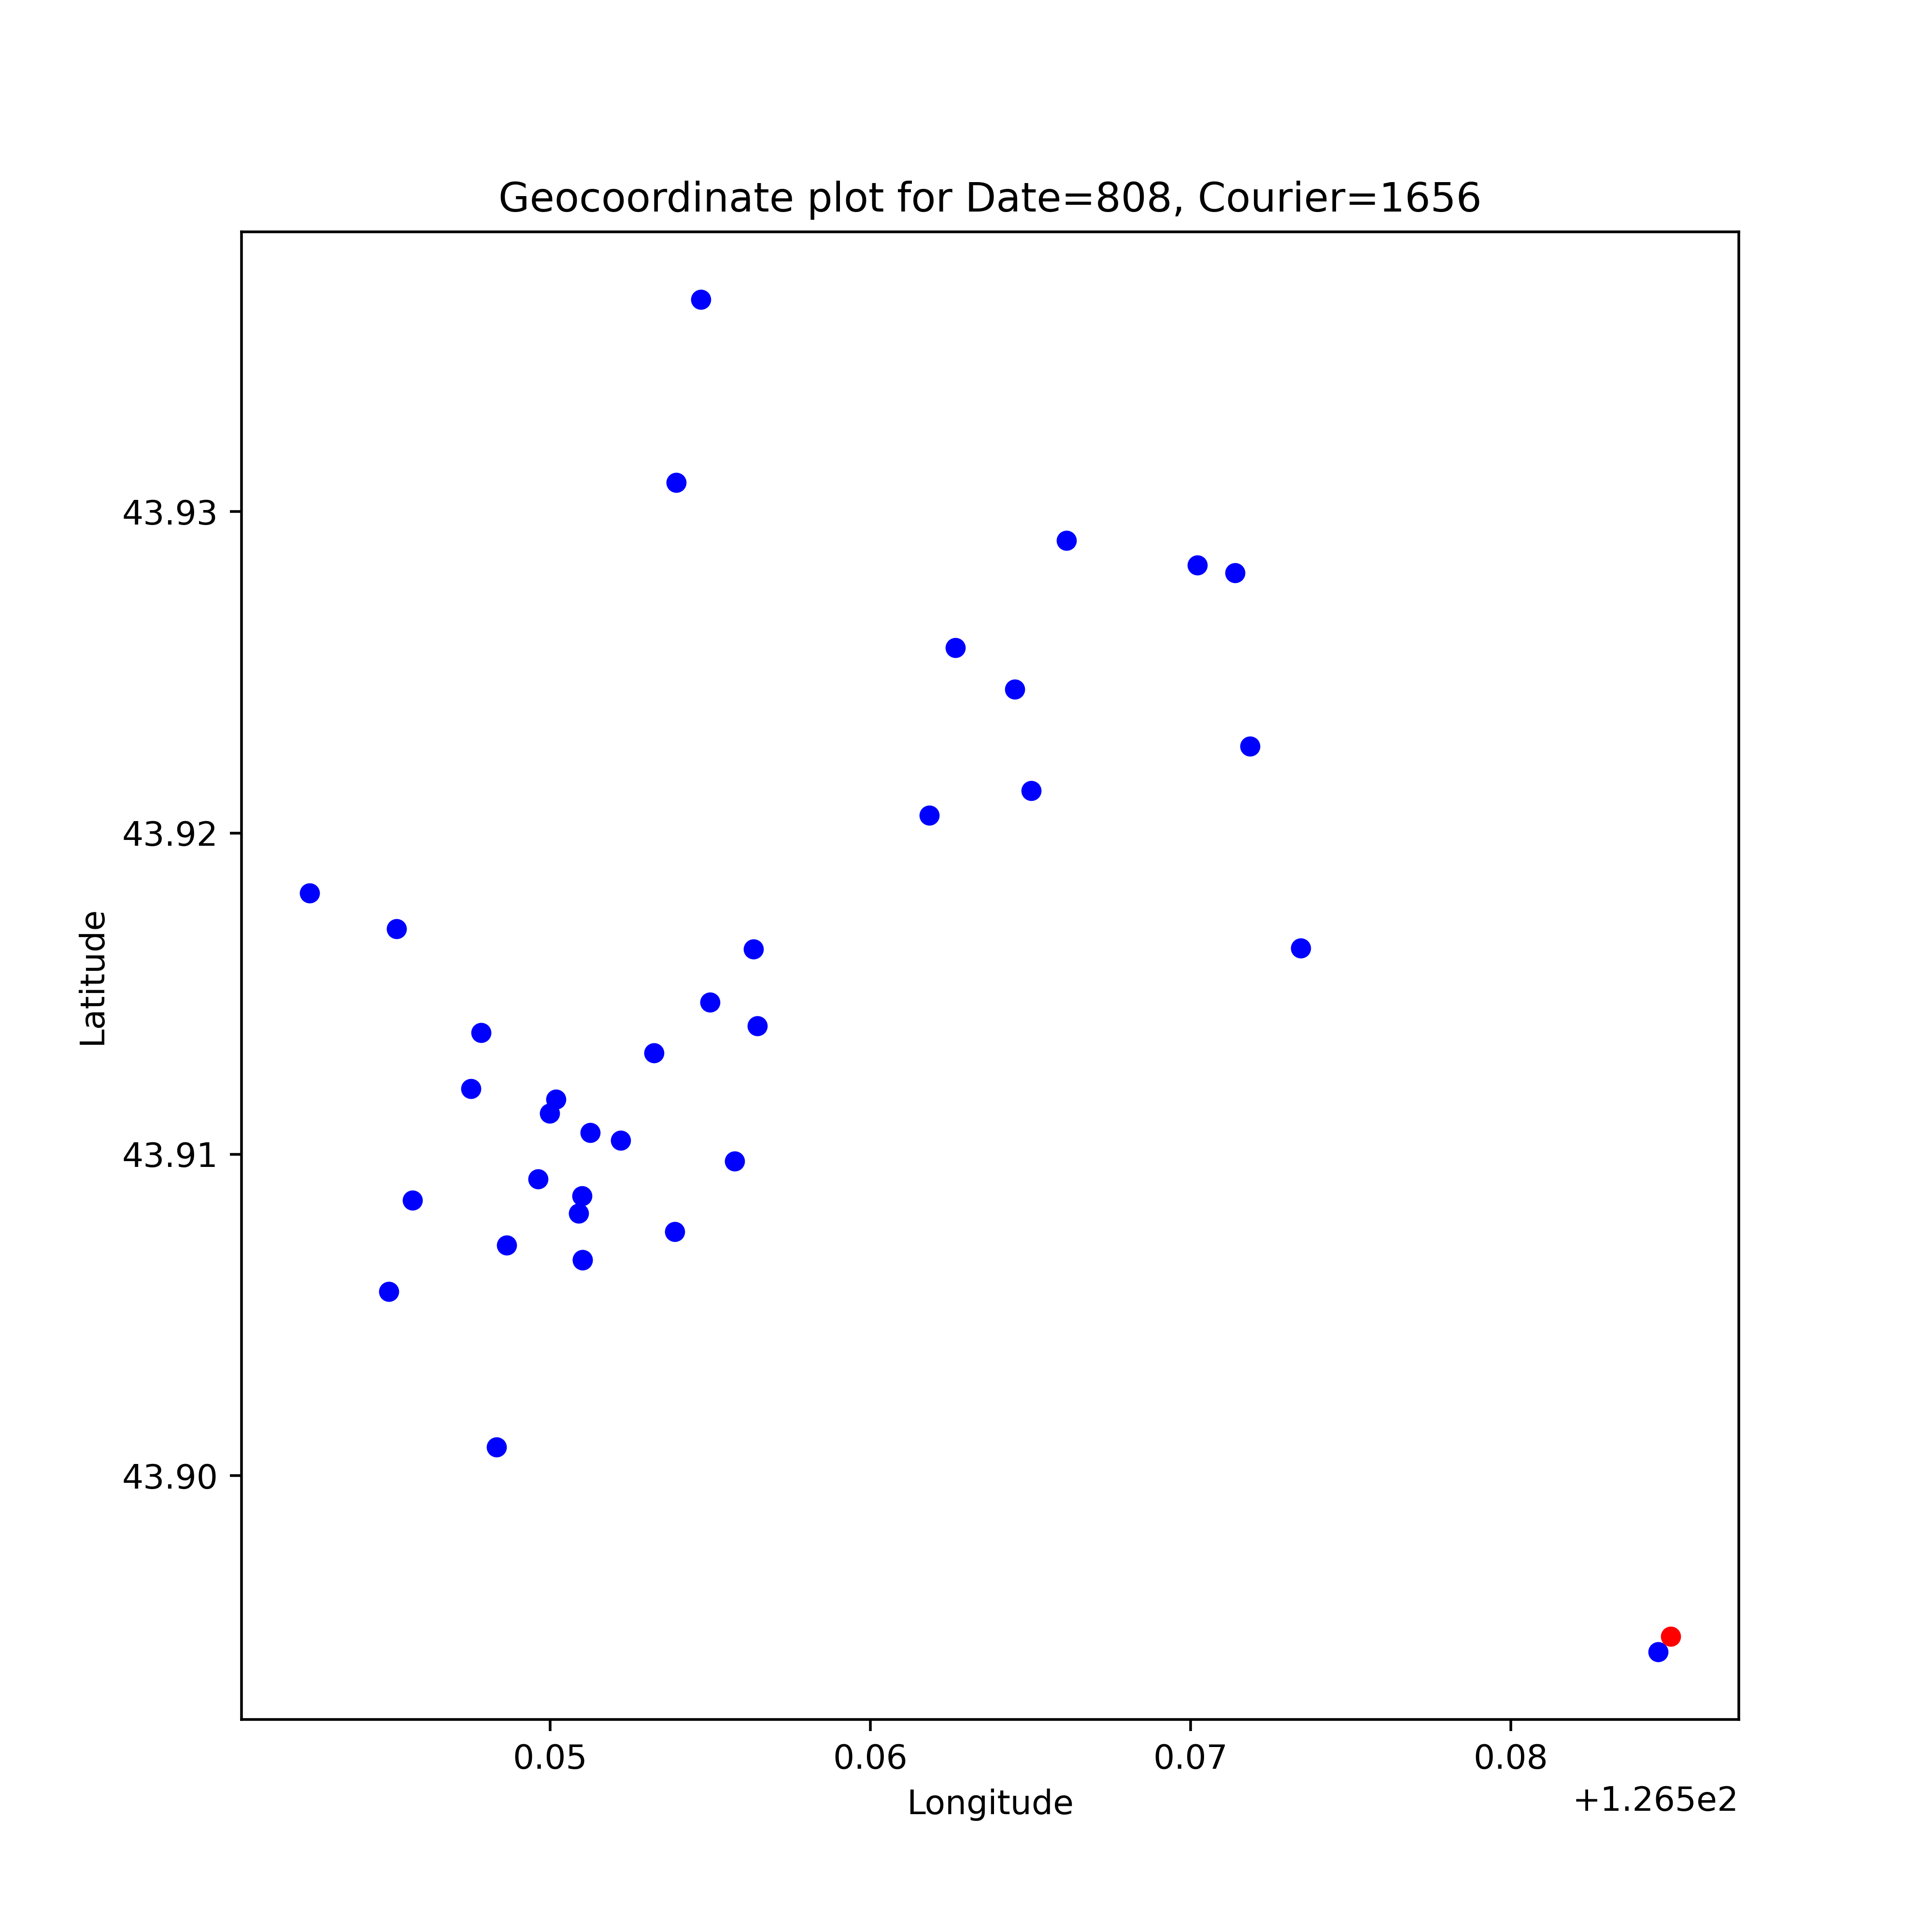 Geocoordinate plot for Date=808, Courier=1656
43.93
43.92
43.91
43.90
Latitude
0.05 0.06 0.07 0.08
Longitude
+1.265e2